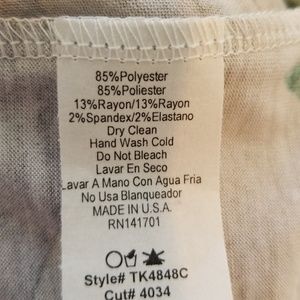 85%Polyester
85%Poliester
13%Rayon/13%Rayon
2%Spandex/2%Elastano
Dry Clean
Hand Wash Cold
Do Not Bleach
Lavar En Seco
Lavar A Mano Con Agua Fria
No Usa Blanqueador
MADE IN U.S.A.
RN141701
Style# TK4848C
Cut# 4034